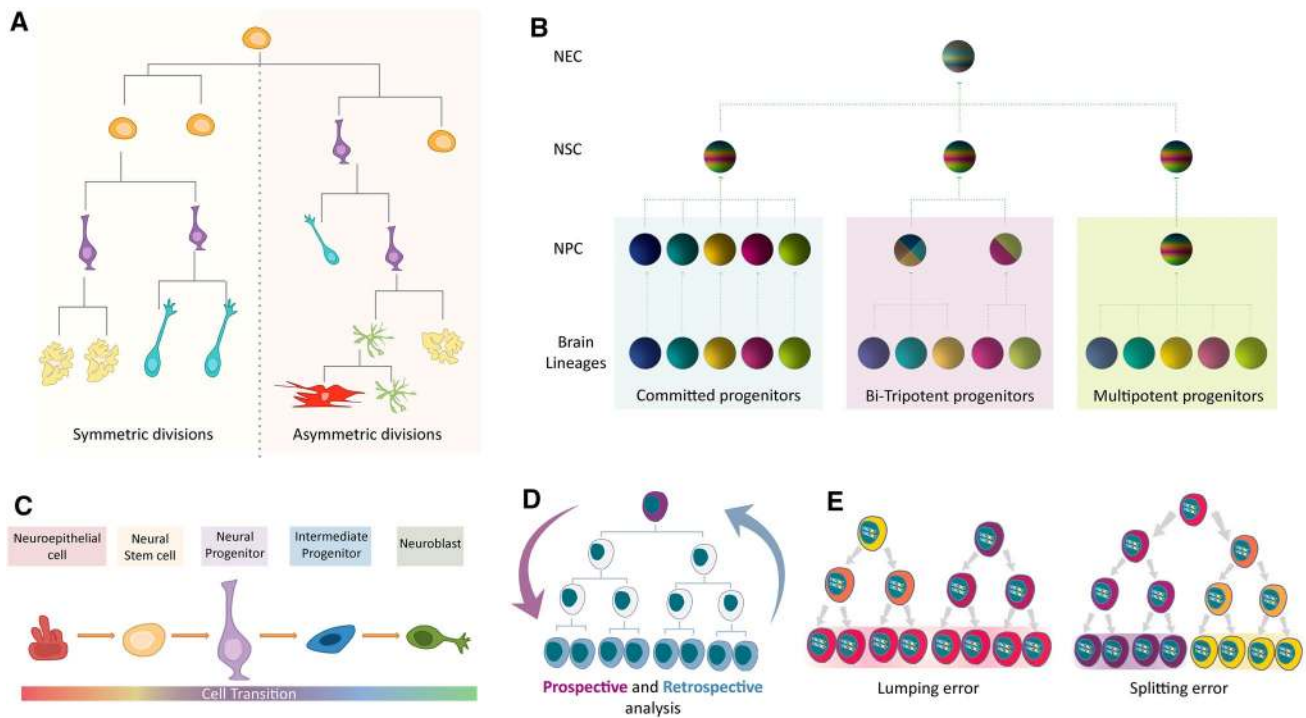 A
Symmetric divisions
Asymmetric divisions
B
NEC
NSC
NPC
Brain
Lineages
Committed progenitors
Bi-Tripotent progenitors
Multipotent progenitors
C
Neuroepithelial
cell
Neural
Stem cell
Neural
Progenitor
Intermediate
Progenitor
Neuroblast
Cell Transition
D
Prospective and Retrospective
analysis
E
Lumping error
Splitting error